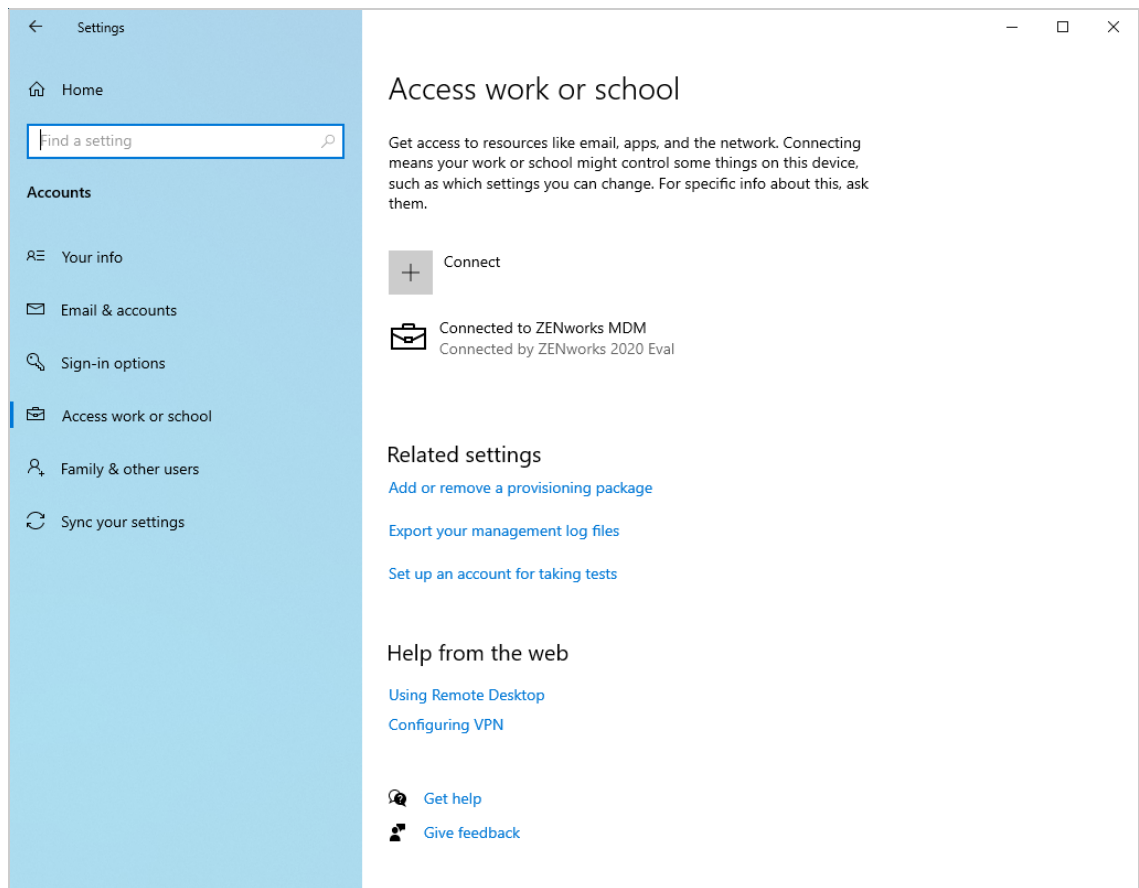 Settings
Home
Find a setting
Accounts
Your info
Email & accounts
Sign-in options
Access work or school
Family & other users
Sync your settings
Access work or school
Get access to resources like email, apps, and the network. Connecting
means your work or school might control some things on this device,
such as which settings you can change. For specific info about this, ask
them.
Connect
Connected to ZENworks MDM
Connected by ZENworks 2020 Eval
Related settings
Add or remove a provisioning package
Export your management log files
Set up an account for taking tests
Help from the web
Using Remote Desktop
Configuring VPN
Get help
Give feedback